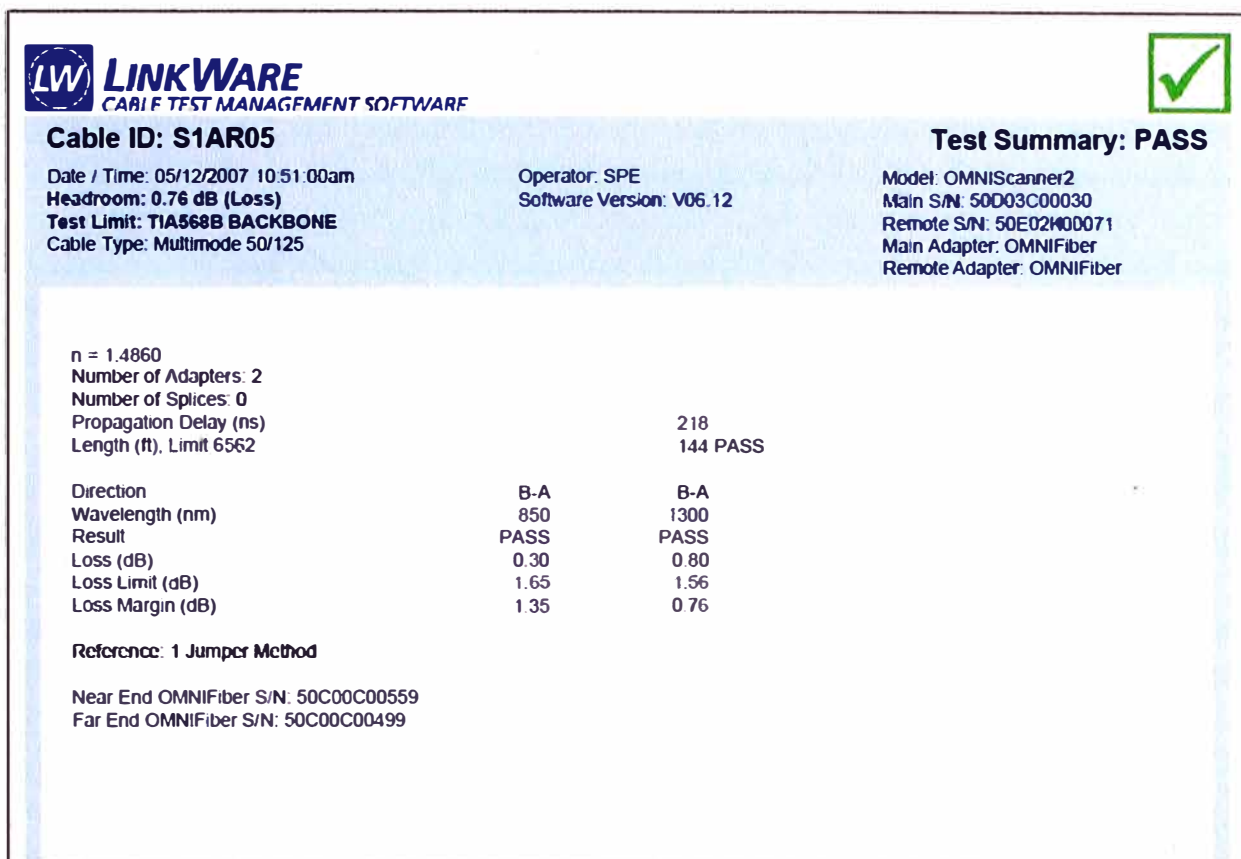 LW LINKWARE
CABLE TEST MANAGEMENT SOFTWARE
Cable ID: S1AR05
Test Summary: PASS
Date / Time: 05/12/2007 10:51:00am
Headroom: 0.76 dB (Loss)
Test Limit: TIA568B BACKBONE
Cable Type: Multimode 50/125
Operator: SPE
Software Version: V06.12
Model: OMNIScanner2
Main S/N: 50D03C00030
Remote S/N: 50E02K00071
Main Adapter: OMNIFiber
Remote Adapter: OMNIFiber
n = 1.4860
Number of Adapters: 2
Number of Splices: 0
Propagation Delay (ns) 218
Length (ft), Limit 6562 144 PASS
Direction B-A B-A
Wavelength (nm) 850 1300
Result PASS PASS
Loss (dB) 0.30 0.80
Loss Limit (dB) 1.65 1.56
Loss Margin (dB) 1.35 0.76
Reference: 1 Jumper Method
Near End OMNIFiber S/N: 50C00C00559
Far End OMNIFiber S/N: 50C00C00499